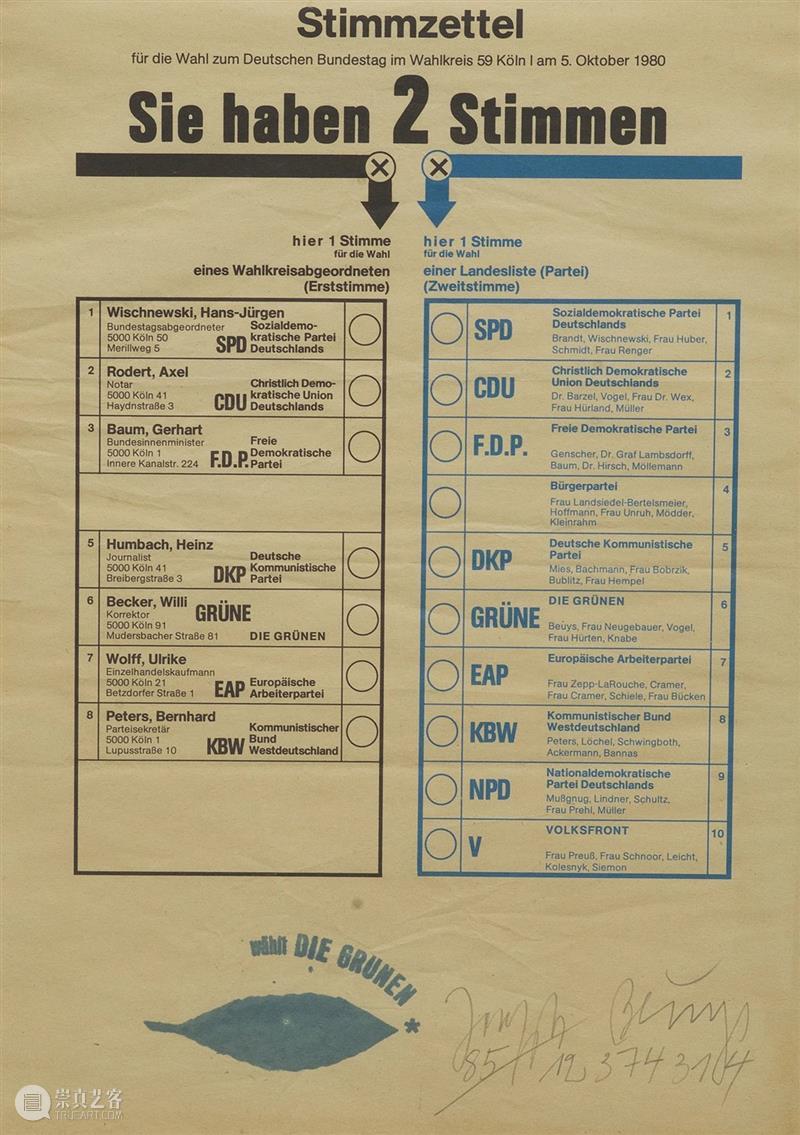 Stimmzettel
für die Wahl zum Deutschen Bundestag im Wahlkreis 59 Köln I am 5. Oktober 1980
Sie haben 2 Stimmen
hier 1 Stimme
für die Wahl
eines Wahlkreisabgeordneten
(Erststimme)
hier 1 Stimme
für die Wahl
einer Landesliste (Partei)
(Zweitstimme)
1 Wischnewski, Hans-Jürgen
Bundestagsabgeordneter
5000 Köln 50
Merillweg 5
SPD
Sozialdemo-
kratische Partei
Deutschlands
2 Rodert, Axel
Notar
5000 Köln 41
Haydnstraße 3
CDU
Christlich Demo-
kratische Union
Deutschlands
3 Baum, Gerhart
Bundesinnenminister
5000 Köln 1
Innere Kanalstr. 224
F.D.P.
Freie
Demokratische
Partei
5 Humbach, Heinz
Journalist
5000 Köln 41
Breibergstraße 3
DKP
Deutsche
Kommunistische
Partei
6 Becker, Willi
Korrektor
5000 Köln 91
Mudersbacher Straße 81
GRÜNE
DIE GRÜNEN
7 Wolff, Ulrike
Einzelhandelskaufmann
5000 Köln 21
Betzdorfer Straße 1
EAP
Europäische
Arbeiterpartei
8 Peters, Bernhard
Parteisekretär
5000 Köln 1
Lupusstraße 10
KBW
Kommunistischer
Bund
Westdeutschland
SPD
Sozialdemokratische Partei
Deutschlands
Brandt, Wischnewski, Frau Huber,
Schmidt, Frau Renger
1
CDU
Christlich Demokratische
Union Deutschlands
Dr. Barzel, Vogel, Frau Dr. Wex,
Frau Hürland, Müller
2
F.D.P.
Freie Demokratische Partei
Genscher, Dr. Graf Lambsdorff,
Baum, Dr. Hirsch, Möllemann
3
Bürgerpartei
Frau Landsiedel-Bertelsmeier,
Hoffmann, Frau Unruh, Mödder,
Kleinrahm
4
DKP
Deutsche Kommunistische
Partei
Mies, Bachmann, Frau Bobrzik,
Bublitz, Frau Hempel
5
GRÜNE
DIE GRÜNEN
Beuys, Frau Neugebauer, Vogel,
Frau Hürten, Knabe
6
EAP
Europäische Arbeiterpartei
Frau Zepp-LaRouche, Cramer,
Frau Cramer, Schiele, Frau Bücken
7
KBW
Kommunistischer Bund
Westdeutschland
Peters, Löchel, Schwingboth,
Ackermann, Bannas
8
NPD
Nationaldemokratische
Partei Deutschlands
Mußgnug, Lindner, Schultz,
Frau Prehl, Müller
9
V
VOLKSFRONT
Frau Preuß, Frau Schnoor, Leicht,
Kolesnyk, Siemon
10
wählt DIE GRÜNEN *
Joseph Beuys
崇真艺客
TRUEART.COM